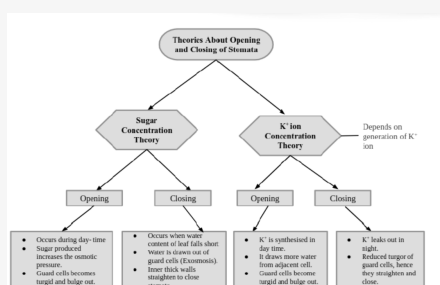 Theories About Opening
and Closing of Stomata
Sugar
Concentration
Theory
K⁺ ion
Concentration
Theory
Depends on
generation of K⁺
ion
Opening
Closing
Opening
Closing
• Occurs during day- time
• Sugar produced
increases the osmotic
pressure.
• Guard cells becomes
turgid and bulge out.
• Occurs when water
content of leaf falls short
• Water is drawn out of
guard cells (Exosmosis).
• Inner thick walls
straighten to close
• K⁺ is synthesised in
day time.
• It draws more water
from adjacent cell.
• Guard cells become
turgid and bulge out.
• K⁺ leaks out in
night.
• Reduced turgor of
guard cells, hence
they straighten and
close.